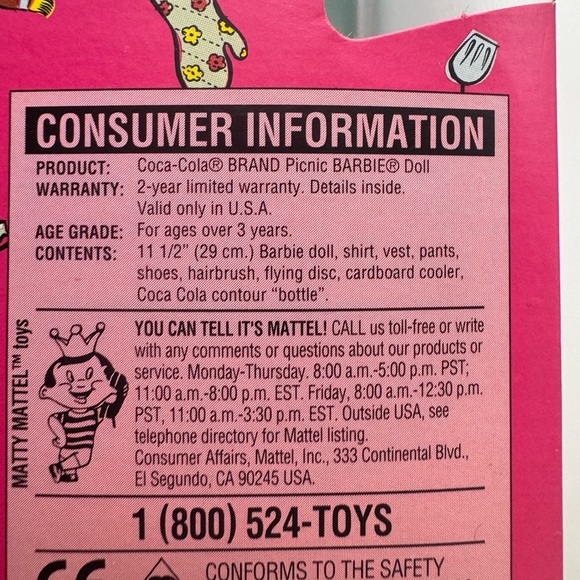 CONSUMER INFORMATION
PRODUCT: Coca-Cola® BRAND Picnic BARBIE® Doll
WARRANTY: 2-year limited warranty. Details inside.
Valid only in U.S.A.
AGE GRADE: For ages over 3 years.
CONTENTS: 11 1/2" (29 cm.) Barbie doll, shirt, vest, pants,
shoes, hairbrush, flying disc, cardboard cooler,
Coca Cola contour “bottle”.
MATTY MATTEL™ toys
YOU CAN TELL IT'S MATTEL! CALL us toll-free or write
with any comments or questions about our products or
service. Monday-Thursday. 8:00 a.m.-5:00 p.m. PST;
11:00 a.m.-8:00 p.m. EST. Friday, 8:00 a.m.-12:30 p.m.
PST, 11:00 a.m.-3:30 p.m. EST. Outside USA, see
telephone directory for Mattel listing.
Consumer Affairs, Mattel, Inc., 333 Continental Blvd.,
El Segundo, CA 90245 USA.
1 (800) 524-TOYS
CE
CONFORMS TO THE SAFETY